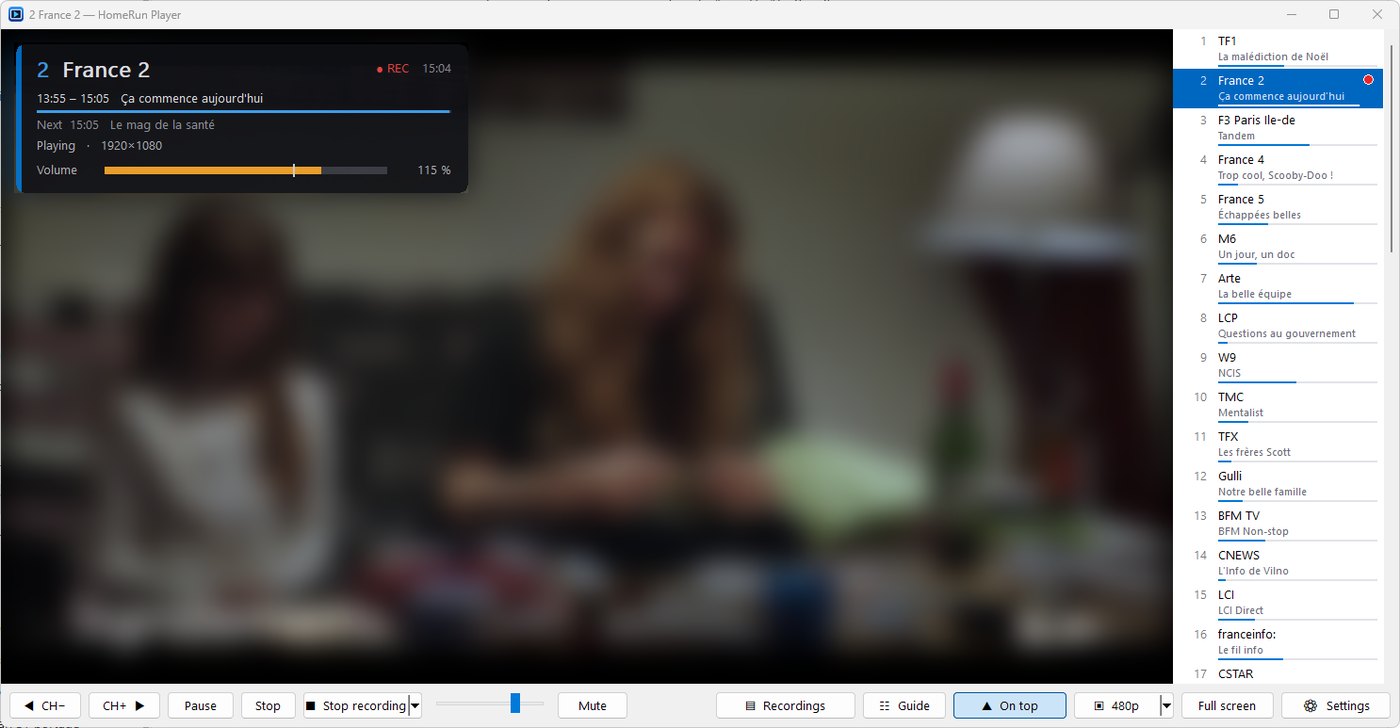 2 France 2 — HomeRun Player
2 France 2
● REC 15:04
13:55 – 15:05 Ça commence aujourd'hui
Next 15:05 Le mag de la santé
Playing · 1920×1080
Volume 115 %
1 TF1
La malédiction de Noël
2 France 2
Ça commence aujourd'hui
3 F3 Paris Ile-de
Tandem
4 France 4
Trop cool, Scooby-Doo !
5 France 5
Échappées belles
6 M6
Un jour, un doc
7 Arte
La belle équipe
8 LCP
Questions au gouvernement
9 W9
NCIS
10 TMC
Mentalist
11 TFX
Les frères Scott
12 Gulli
Notre belle famille
13 BFM TV
BFM Non-stop
14 CNEWS
L'Info de Vilno
15 LCI
LCI Direct
16 franceinfo:
Le fil info
17 CSTAR
◀ CH− CH+ ▶ Pause Stop ■ Stop recording Mute Recordings Guide ▲ On top 480p Full screen Settings